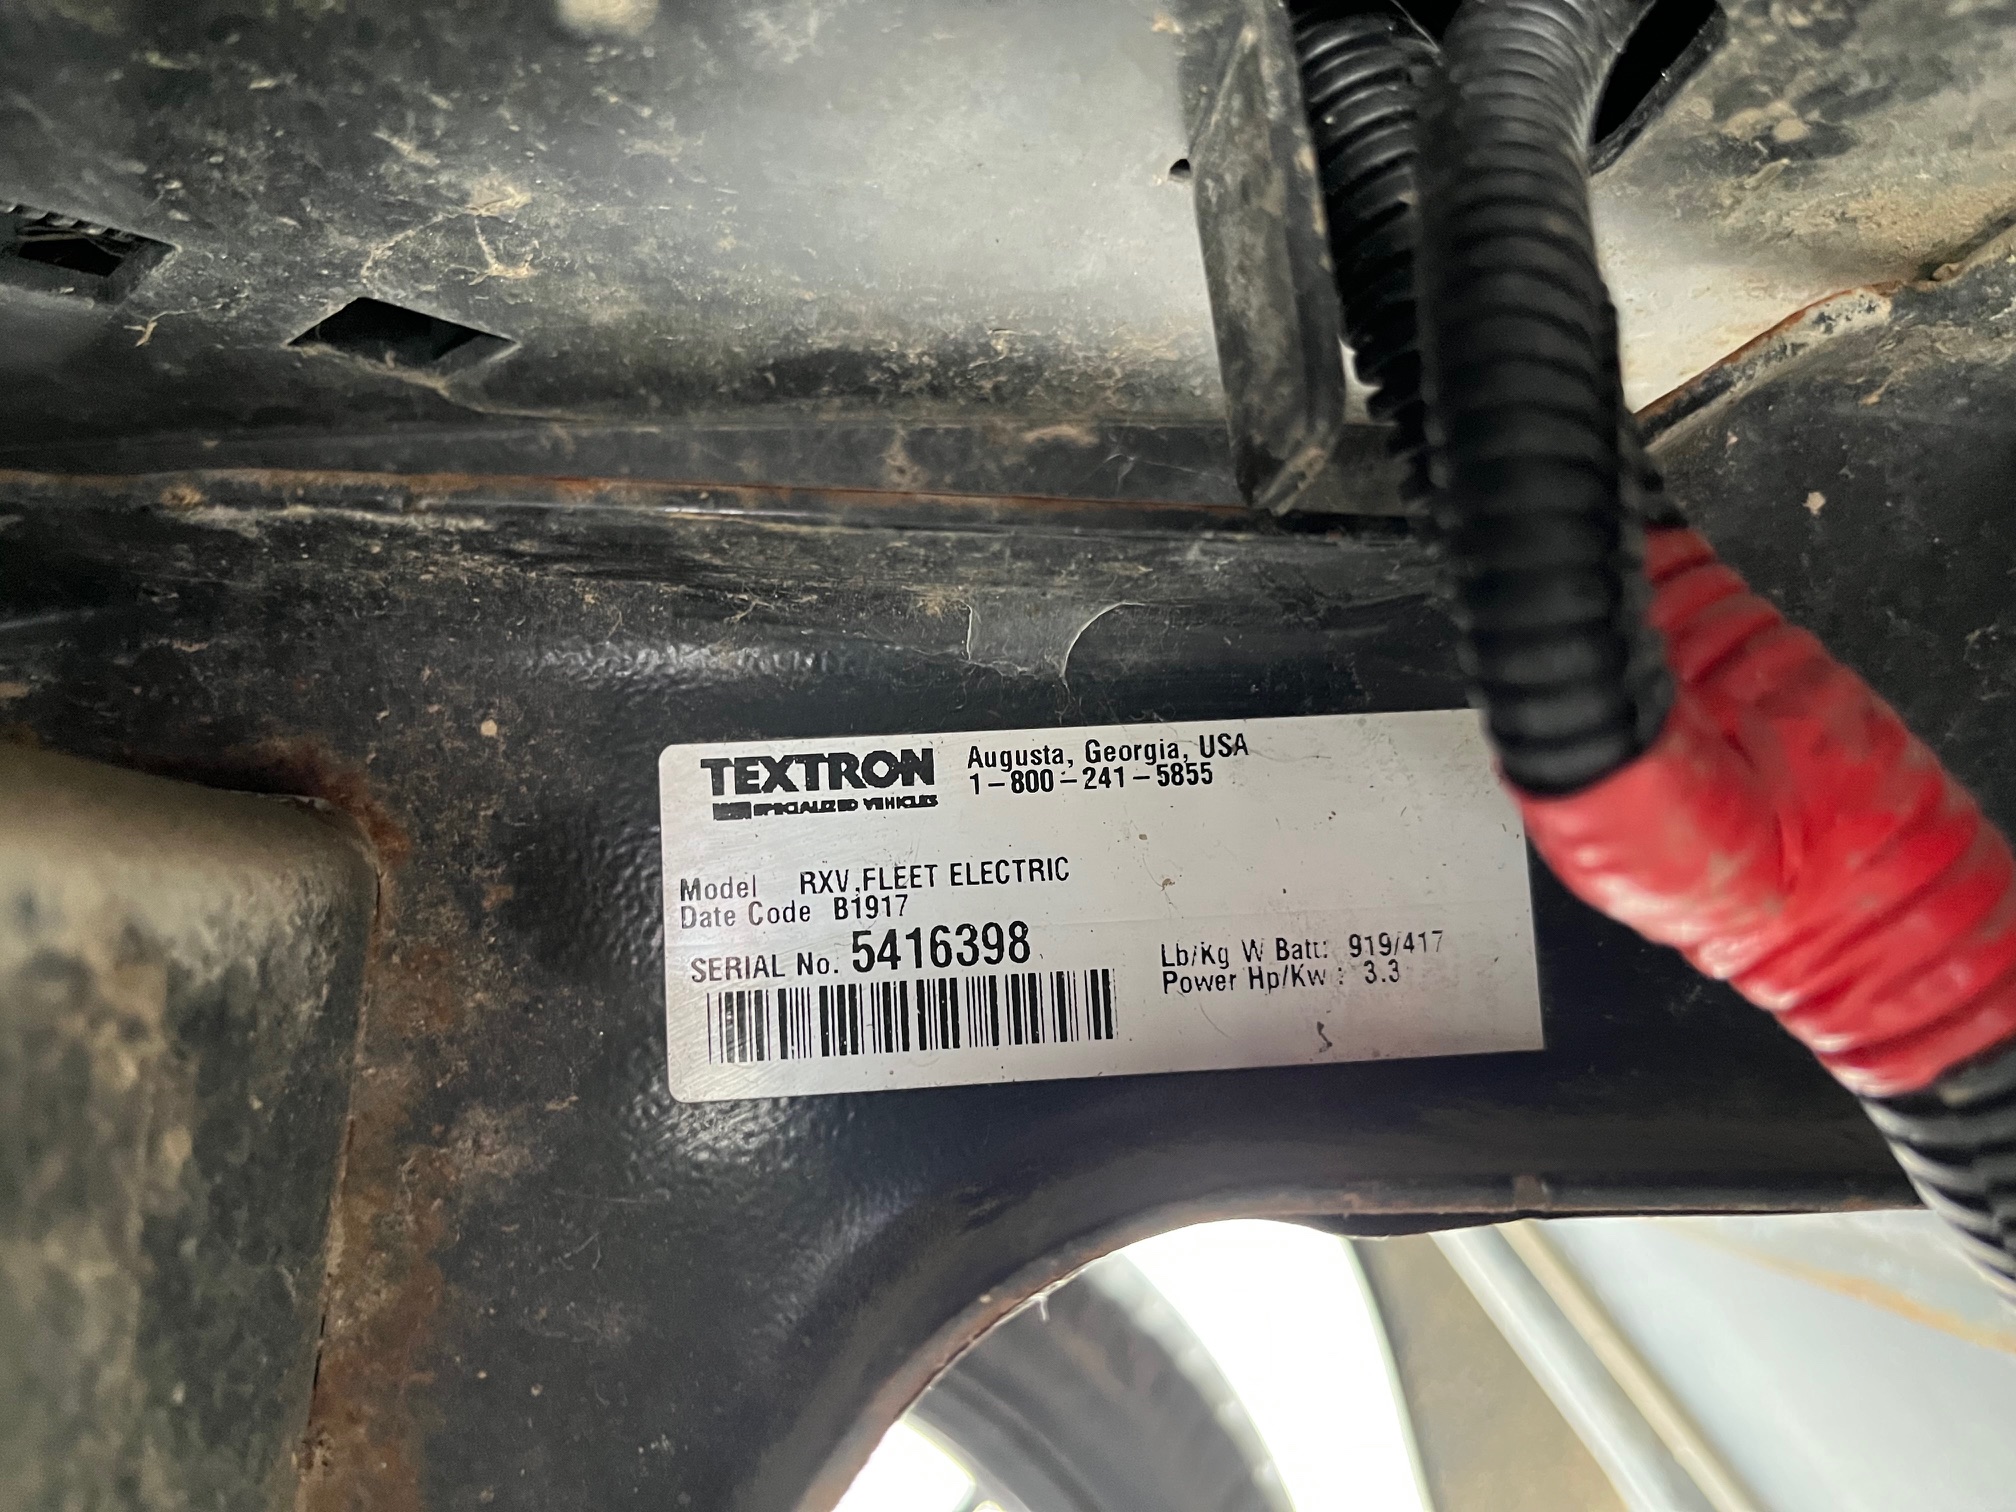 TEXTRON
SPECIALIZED VEHICLES
Augusta, Georgia, USA
1-800-241-5855
Model RXV,FLEET ELECTRIC
Date Code B1917
SERIAL No. 5416398
Lb/Kg W Batt: 919/417
Power Hp/Kw : 3.3